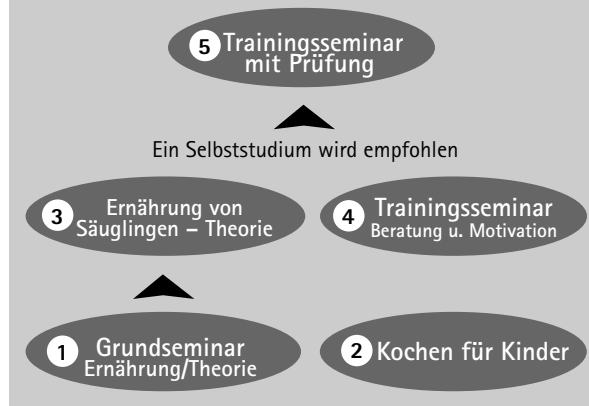 5 Trainingsseminar
mit Prüfung
Ein Selbststudium wird empfohlen
3 Ernährung von
Säuglingen – Theorie
4 Trainingsseminar
Beratung u. Motivation
1 Grundseminar
Ernährung/Theorie
2 Kochen für Kinder